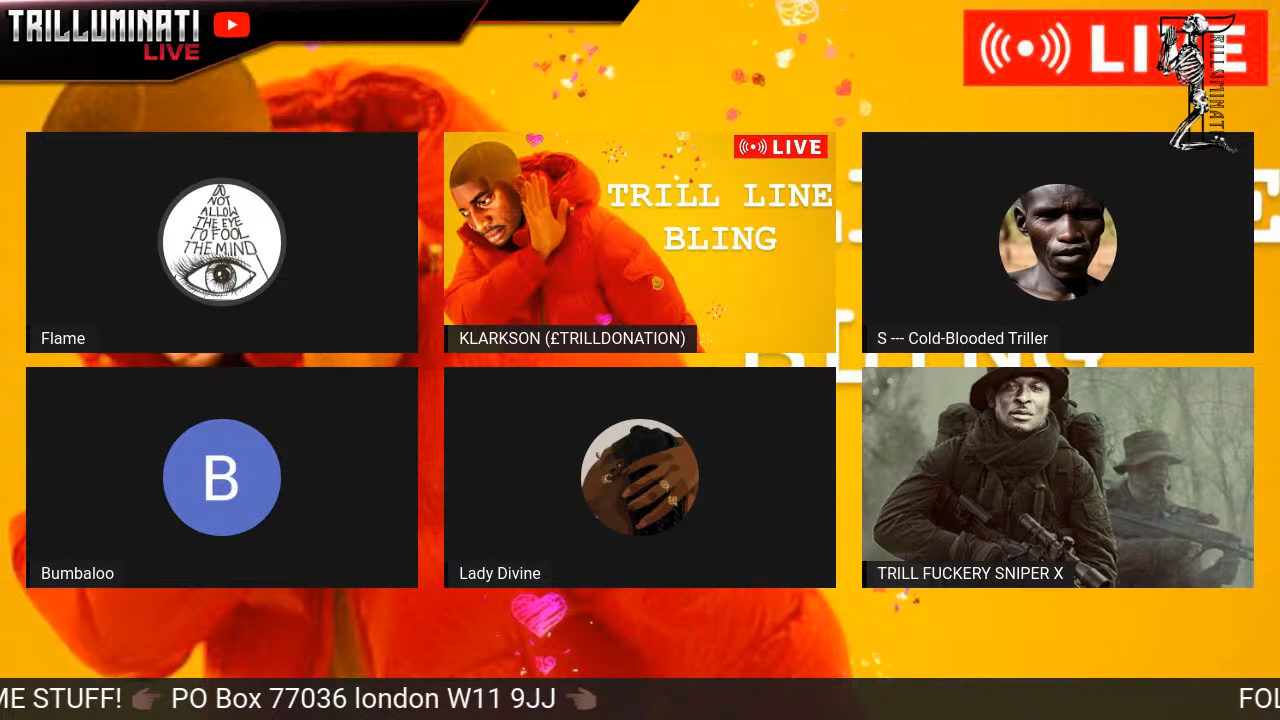 TRILLUMINATI
LIVE
LIVE
TRILLUMINATI
DO
NOT
ALLOW
THE EYE
TO FOOL
THE MIND
Flame
LIVE
TRILL LINE
BLING
KLARKSON (£TRILLDONATION)
S --- Cold-Blooded Triller
B
Bumbaloo
Lady Divine
TRILL FUCKERY SNIPER X
ME STUFF! 👉🏿 PO Box 77036 london W11 9JJ 👈🏿 FOL